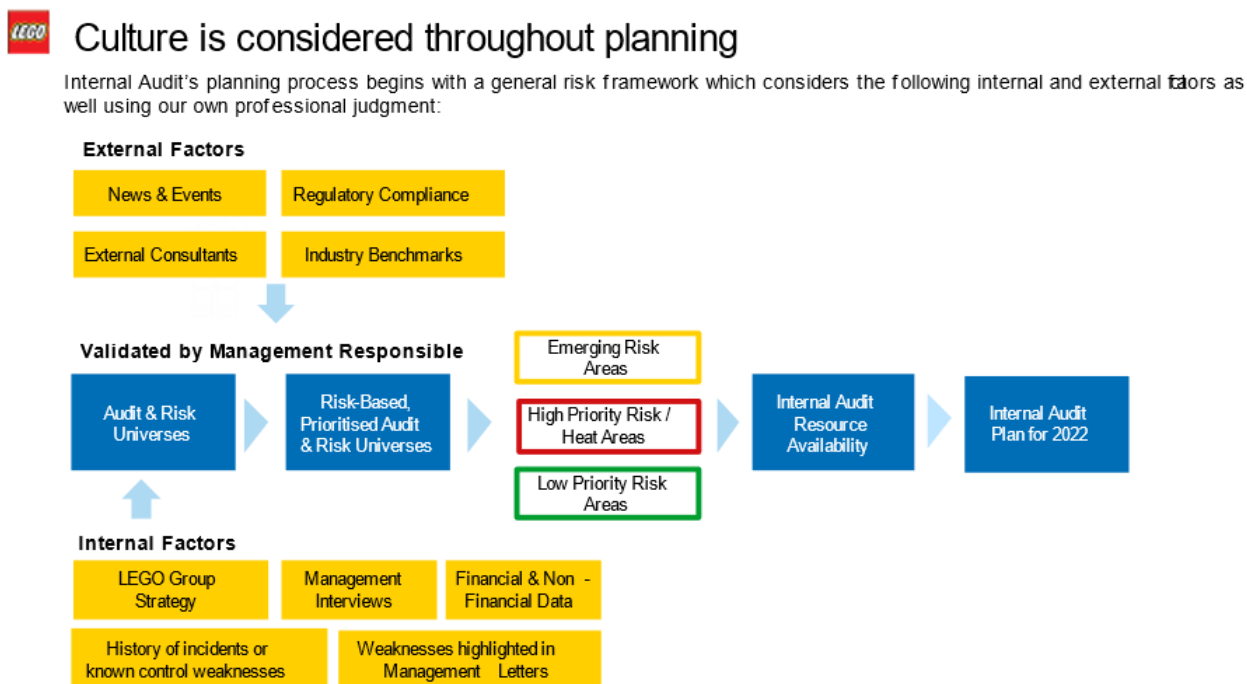 LEGO
Culture is considered throughout planning
Internal Audit's planning process begins with a general risk framework which considers the following internal and external as
well using our own professional judgment:
External Factors
News & Events
Regulatory Compliance
External Consultants
Industry Benchmarks
Validated by Management Responsible
Audit & Risk
Universes
Risk-Based,
Prioritised Audit
& Risk Universes
Emerging Risk
Areas
High Priority Risk /
Heat Areas
Low Priority Risk
Areas
Internal Audit
Resource
Availability
Internal Audit
Plan for 2022
Internal Factors
LEGO Group
Strategy
Management
Interviews
Financial & Non -
Financial Data
History of incidents or
known control weaknesses
Weaknesses highlighted in
Management Letters